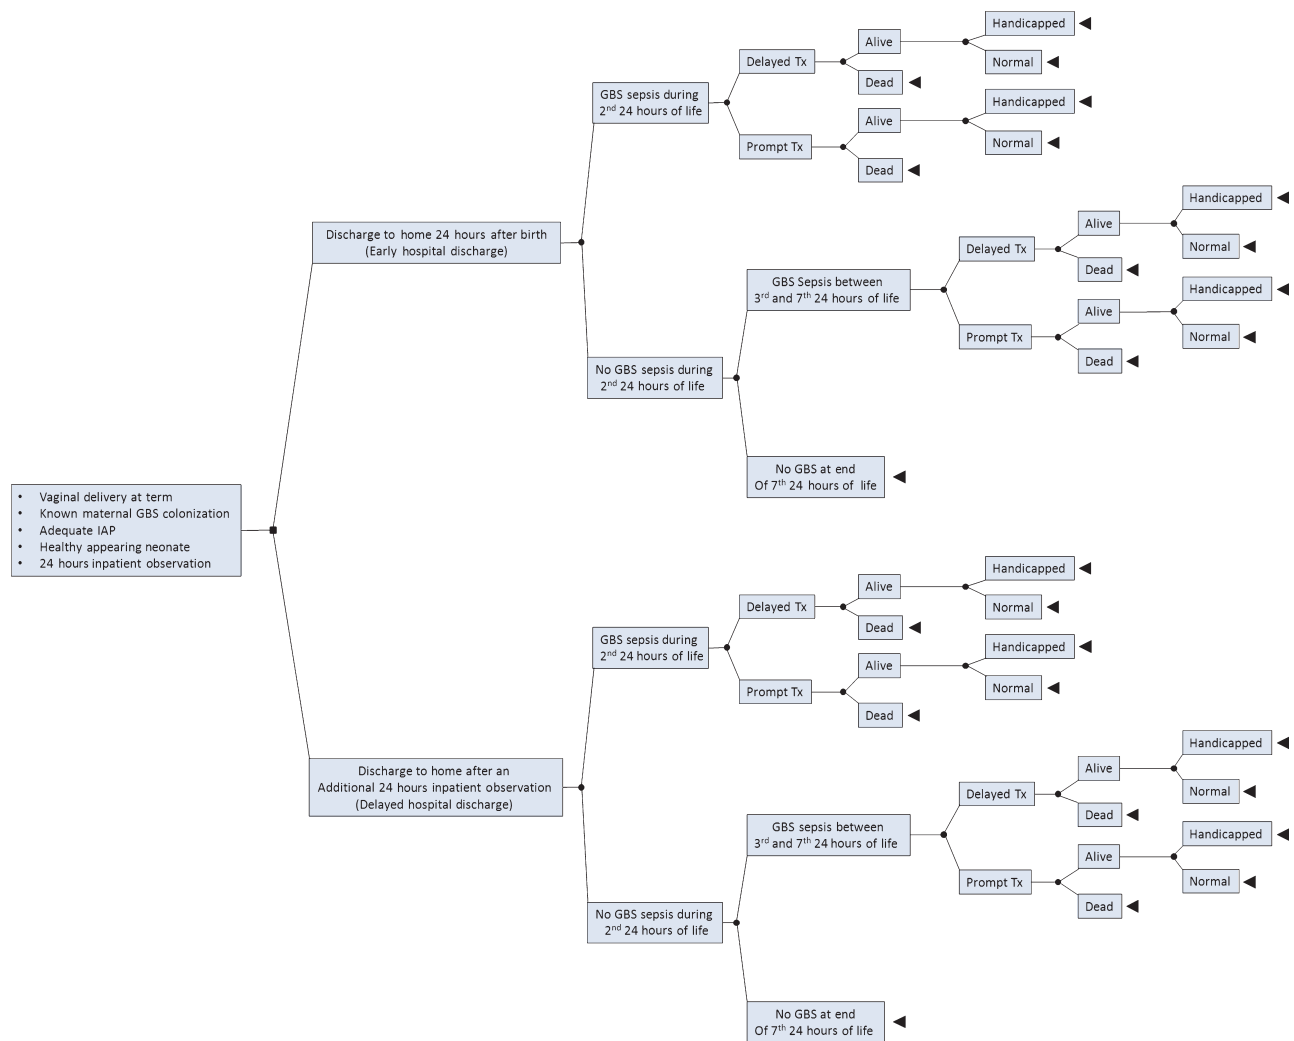 Handicapped
Alive
Delayed Tx
Normal
Dead
GBS sepsis during
2nd 24 hours of life
Handicapped
Alive
Prompt Tx
Normal
Dead
Discharge to home 24 hours after birth
(Early hospital discharge)
Handicapped
Alive
Delayed Tx
Normal
Dead
GBS Sepsis between
3rd and 7th 24 hours of life
Handicapped
Alive
Prompt Tx
Normal
Dead
No GBS sepsis during
2nd 24 hours of life
No GBS at end
Of 7th 24 hours of life
• Vaginal delivery at term
• Known maternal GBS colonization
• Adequate IAP
• Healthy appearing neonate
• 24 hours inpatient observation
Handicapped
Alive
Delayed Tx
Normal
Dead
GBS sepsis during
2nd 24 hours of life
Handicapped
Alive
Prompt Tx
Normal
Dead
Discharge to home after an
Additional 24 hours inpatient observation
(Delayed hospital discharge)
Handicapped
Alive
Delayed Tx
Normal
Dead
GBS sepsis between
3rd and 7th 24 hours of life
Handicapped
Alive
Prompt Tx
Normal
Dead
No GBS sepsis during
2nd 24 hours of life
No GBS at end
Of 7th 24 hours of life